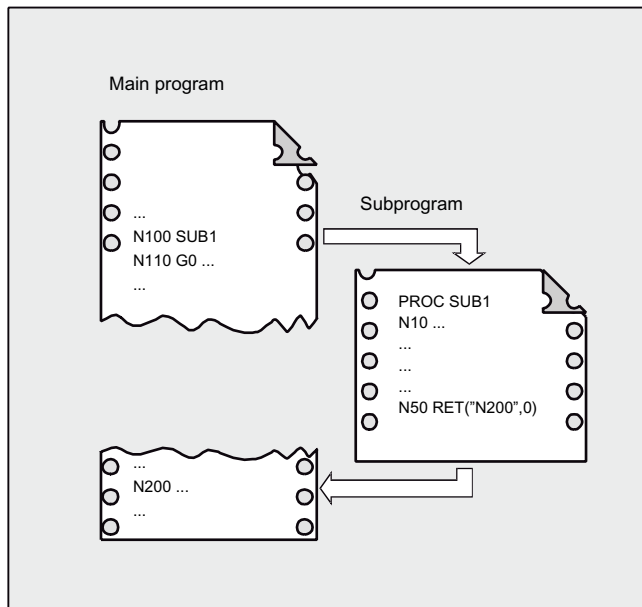 Main program
...
N100 SUB1
N110 G0 ...
...
Subprogram
PROC SUB1
N10 ...
...
...
...
N50 RET("N200",0)
...
N200 ...
...